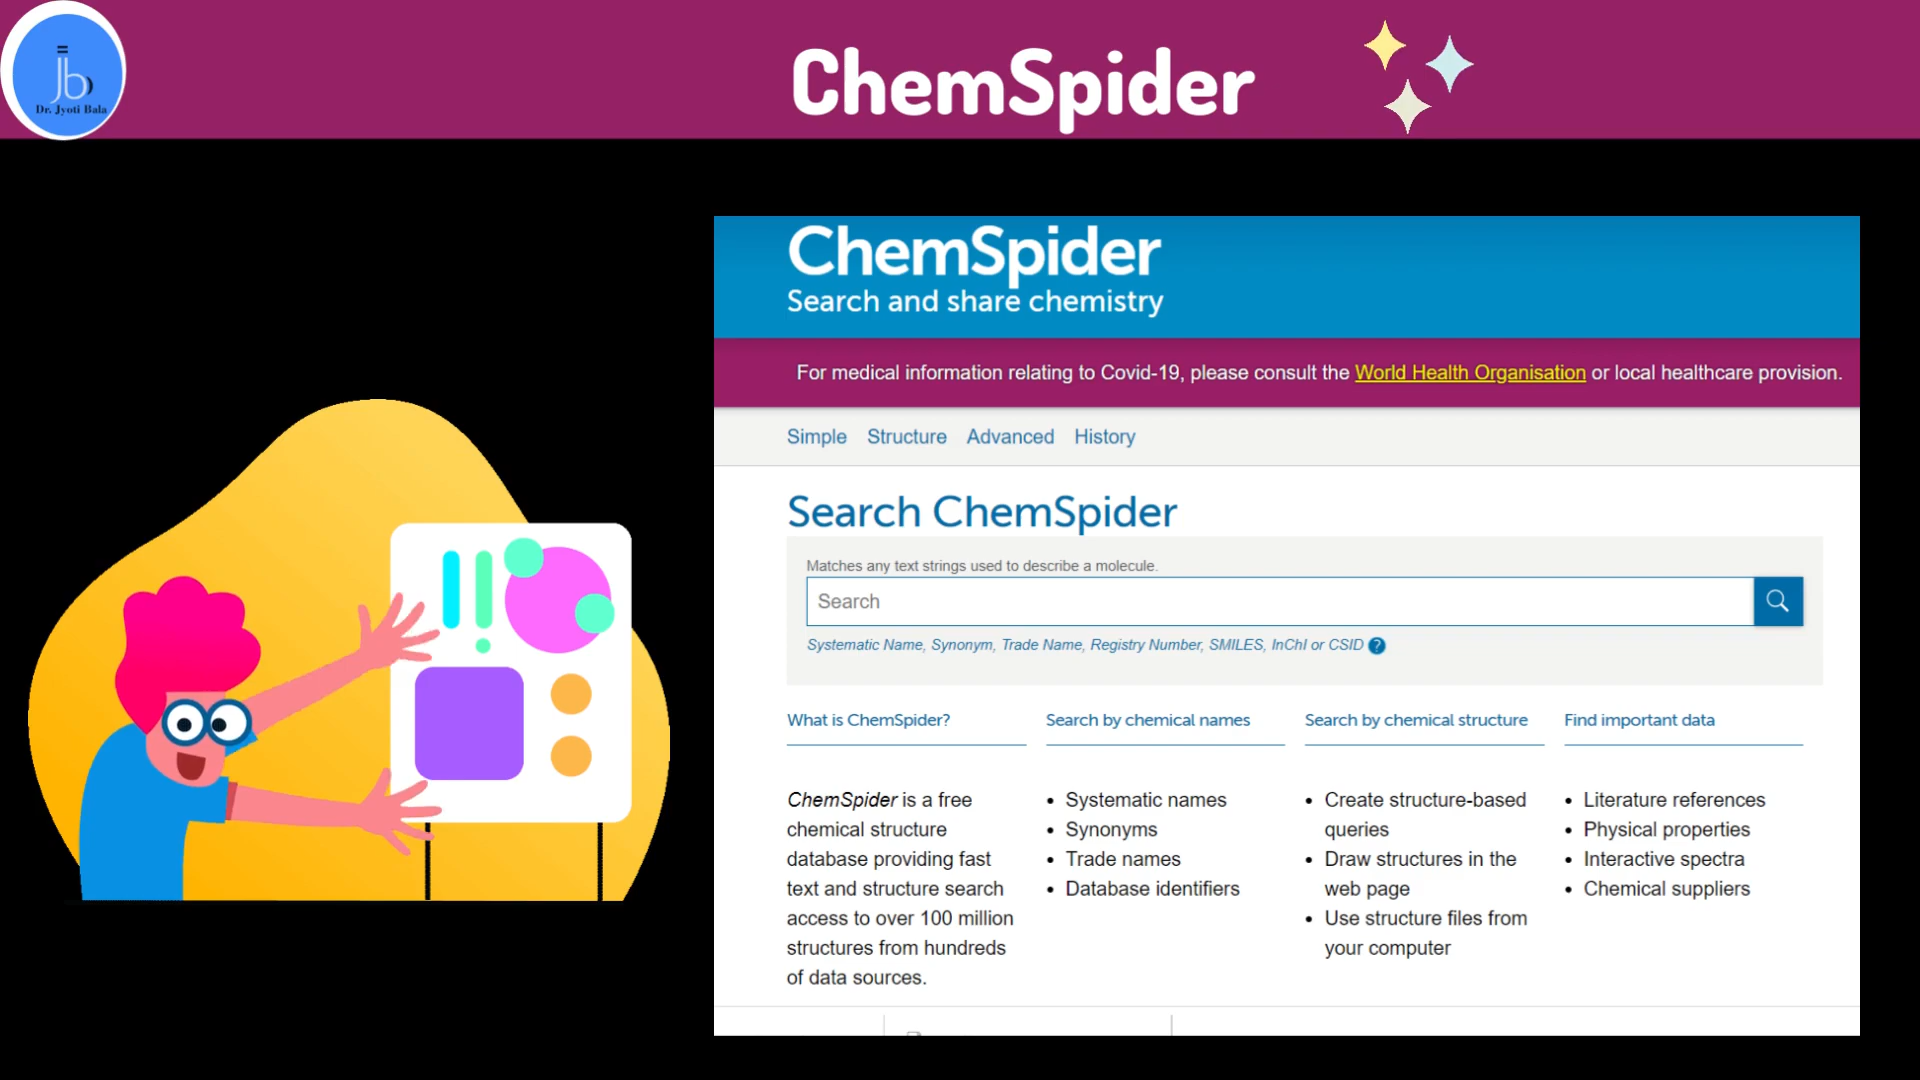 jb
Dr. Jyoti Bala
ChemSpider
ChemSpider
Search and share chemistry
For medical information relating to Covid-19, please consult the World Health Organisation or local healthcare provision.
Simple Structure Advanced History
Search ChemSpider
Matches any text strings used to describe a molecule.
Search
Systematic Name, Synonym, Trade Name, Registry Number, SMILES, InChI or CSID ?
What is ChemSpider?
ChemSpider is a free
chemical structure
database providing fast
text and structure search
access to over 100 million
structures from hundreds
of data sources.
Search by chemical names
• Systematic names
• Synonyms
• Trade names
• Database identifiers
Search by chemical structure
• Create structure-based
queries
• Draw structures in the
web page
• Use structure files from
your computer
Find important data
• Literature references
• Physical properties
• Interactive spectra
• Chemical suppliers